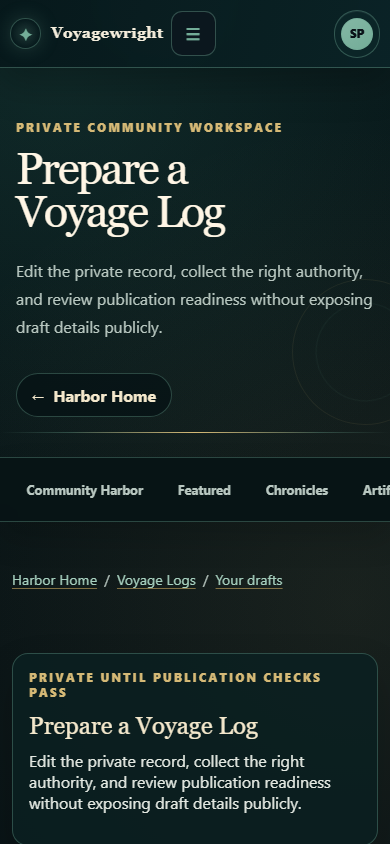 Voyagewright
SP
PRIVATE COMMUNITY WORKSPACE
Prepare a
Voyage Log
Edit the private record, collect the right authority,
and review publication readiness without exposing
draft details publicly.
← Harbor Home
Community Harbor Featured Chronicles Artif
Harbor Home / Voyage Logs / Your drafts
PRIVATE UNTIL PUBLICATION CHECKS
PASS
Prepare a Voyage Log
Edit the private record, collect the right
authority, and review publication readiness
without exposing draft details publicly.